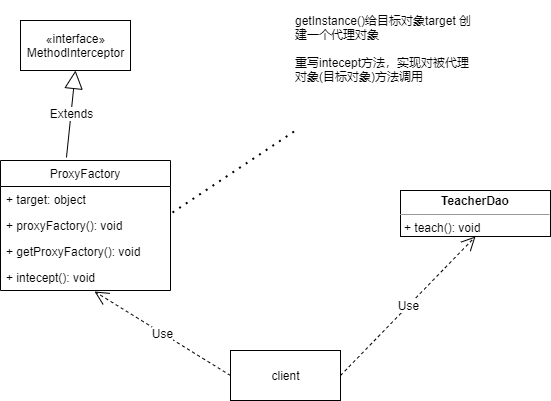 getInstance()给目标对象target 创
建一个代理对象
重写intecept方法，实现对被代理
对象(目标对象)方法调用
«interface»
MethodInterceptor
Extends
ProxyFactory
+ target: object
+ proxyFactory(): void
+ getProxyFactory(): void
+ intecept(): void
TeacherDao
+ teach(): void
Use
Use
client